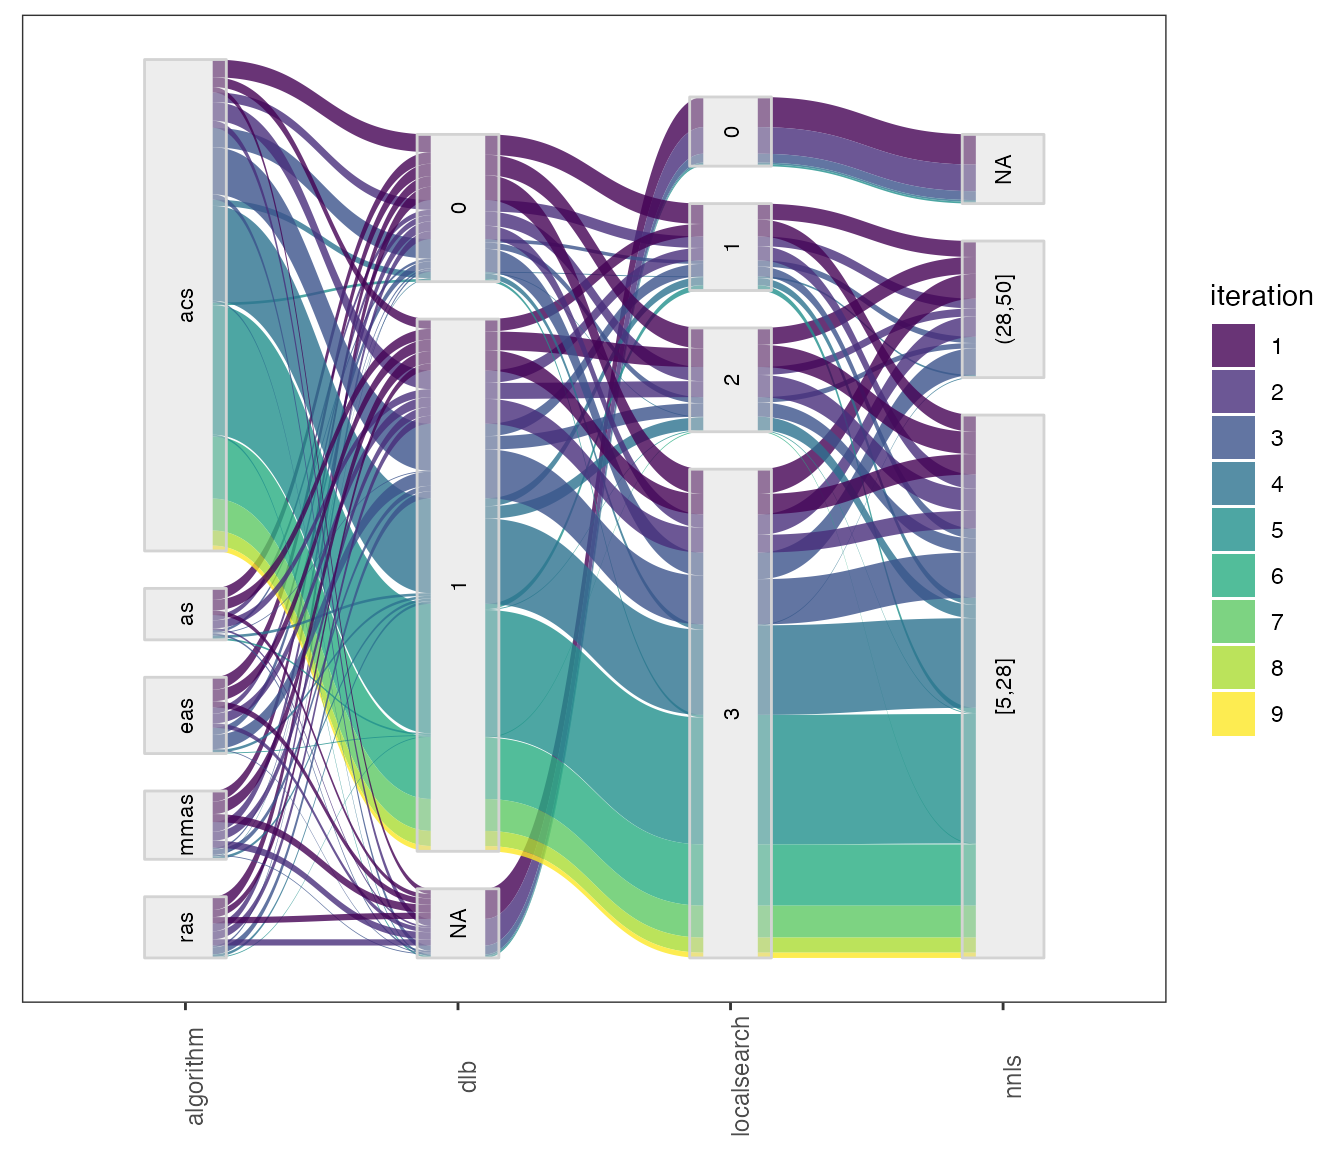 acs
as
eas
mmas
ras
0
1
NA
0
1
2
3
NA
(28,50]
[5,28]
algorithm
dlb
localsearch
nnls
iteration
1
2
3
4
5
6
7
8
9